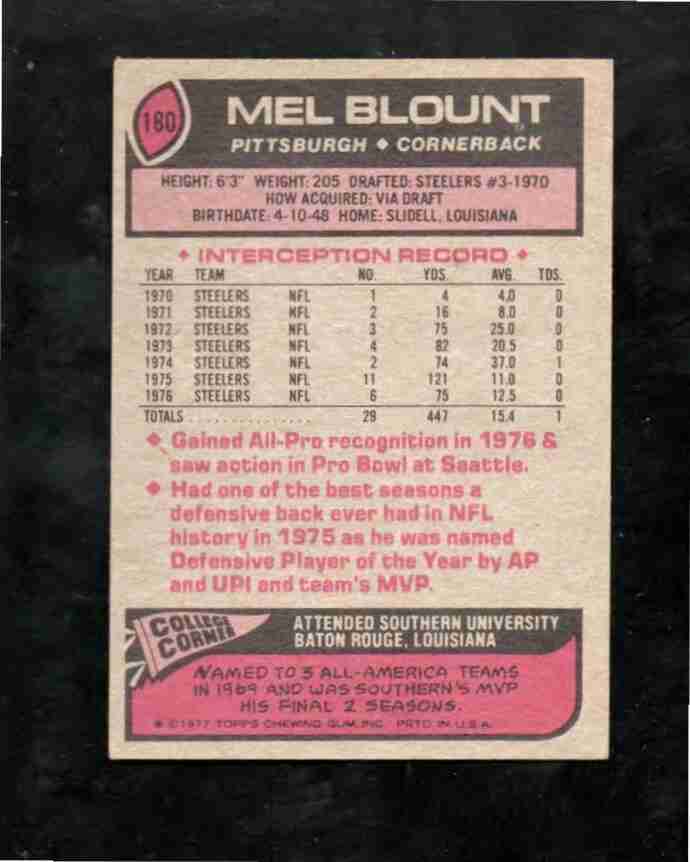 180
MEL BLOUNT
PITTSBURGH ◆ CORNERBACK
HEIGHT: 6'3" WEIGHT: 205 DRAFTED: STEELERS #3-1970
HOW ACQUIRED: VIA DRAFT
BIRTHDATE: 4-10-48 HOME: SLIDELL, LOUISIANA
◆ INTERCEPTION RECORD ◆
YEAR TEAM NO. YDS. AVG. TDS.
1970 STEELERS NFL 1 4 4.0 0
1971 STEELERS NFL 2 16 8.0 0
1972 STEELERS NFL 3 75 25.0 0
1973 STEELERS NFL 4 82 20.5 0
1974 STEELERS NFL 2 74 37.0 1
1975 STEELERS NFL 11 121 11.0 0
1976 STEELERS NFL 6 75 12.5 0
TOTALS . . . . . . . . . . . . . . . . 29 447 15.4 1
◆ Gained All-Pro recognition in 1976 &
saw action in Pro Bowl at Seattle.
◆ Had one of the best seasons a
defensive back ever had in NFL
history in 1975 as he was named
Defensive Player of the Year by AP
and UPI and team's MVP.
COLLEGE
CORNER
ATTENDED SOUTHERN UNIVERSITY
BATON ROUGE, LOUISIANA
NAMED TO 3 ALL-AMERICA TEAMS
IN 1969 AND WAS SOUTHERN'S MVP
HIS FINAL 2 SEASONS.
✱ ©1977 TOPPS CHEWING GUM, INC. PRTD IN U.S.A.